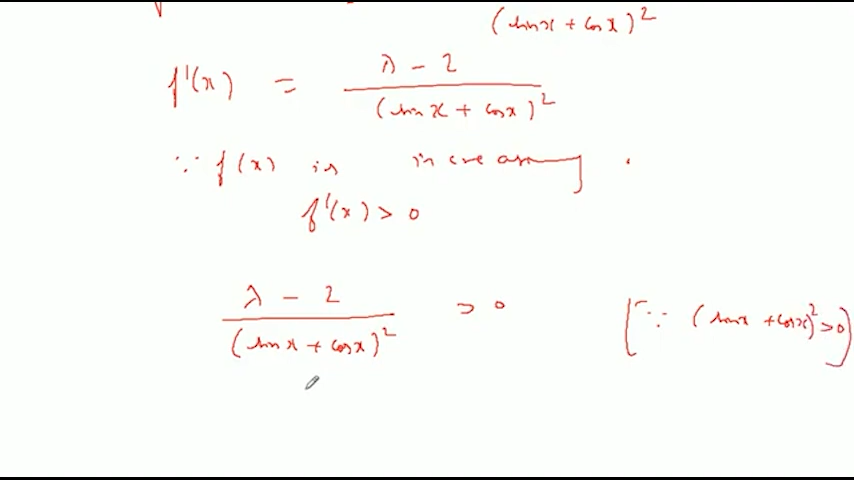 (sin x + cos x)²
f'(x) = λ - 2 / (sin x + cos x)²
∵ f(x) is increasing .
f'(x) > 0
λ - 2 / (sin x + cos x)² > 0 [∵ (sin x + cos x)² > 0]